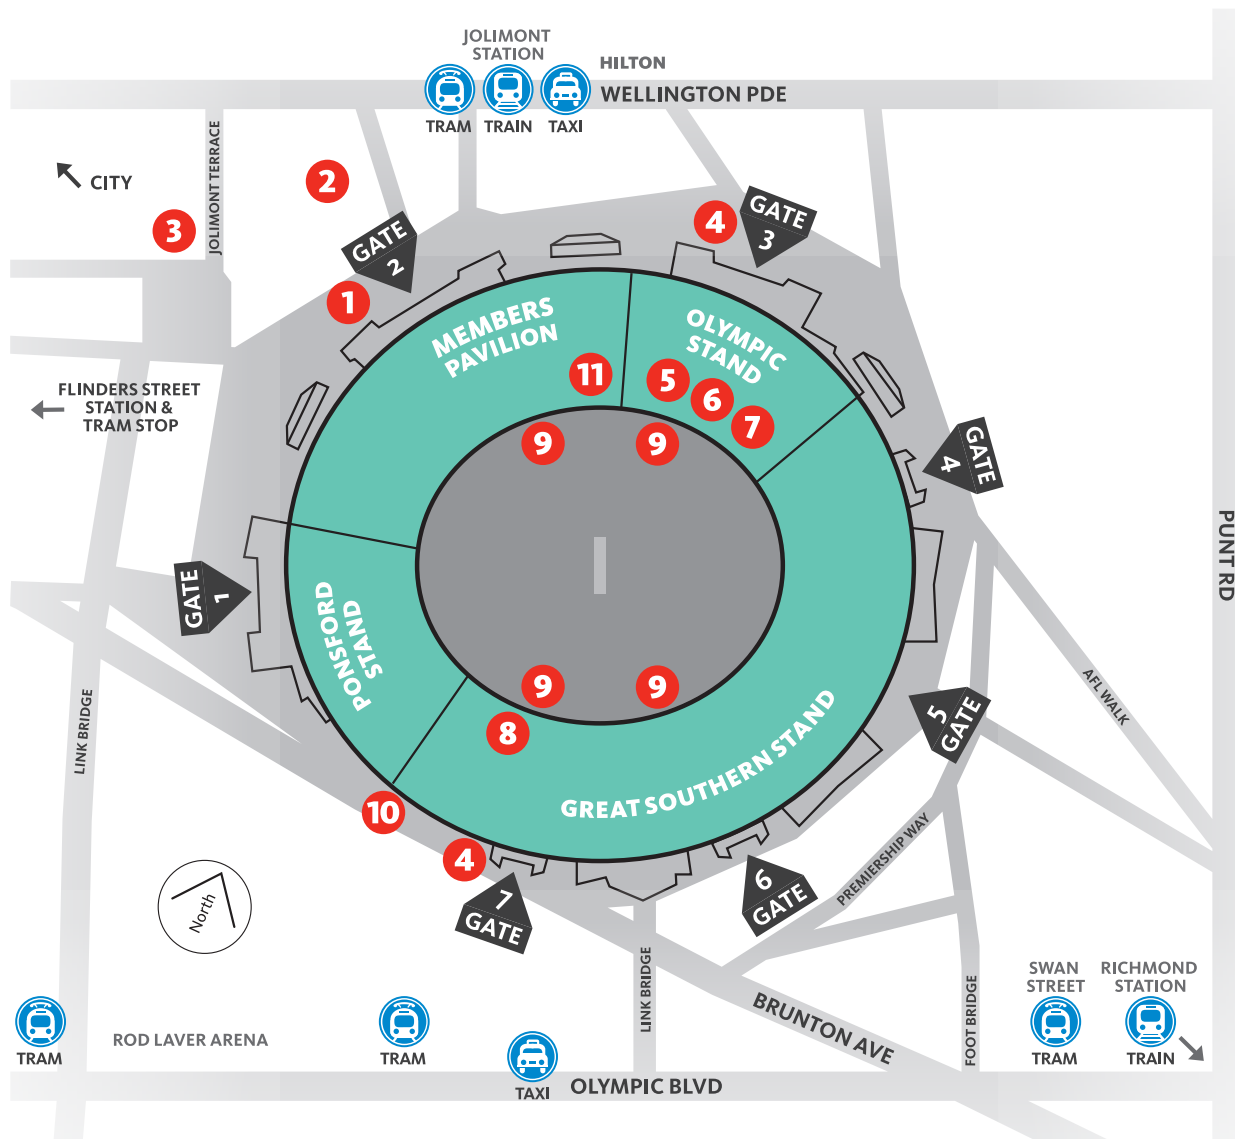 JOLIMONT
STATION
HILTON
WELLINGTON PDE
TRAM
TRAIN
TAXI
JOLIMONT TERRACE
CITY
2
3
GATE
2
4
GATE
3
1
MEMBERS
PAVILION
OLYMPIC
STAND
11
5
6
7
FLINDERS STREET
STATION &
TRAM STOP
9
9
GATE
4
PUNT RD
GATE
1
PONSFORD
STAND
LINK BRIDGE
9
9
8
AFL WALK
5
GATE
GREAT SOUTHERN STAND
10
4
7
GATE
6
GATE
PREMIERSHIP WAY
North
LINK BRIDGE
BRUNTON AVE
FOOT BRIDGE
SWAN
STREET
RICHMOND
STATION
TRAM
ROD LAVER ARENA
TRAM
TAXI
OLYMPIC BLVD
TRAM
TRAIN